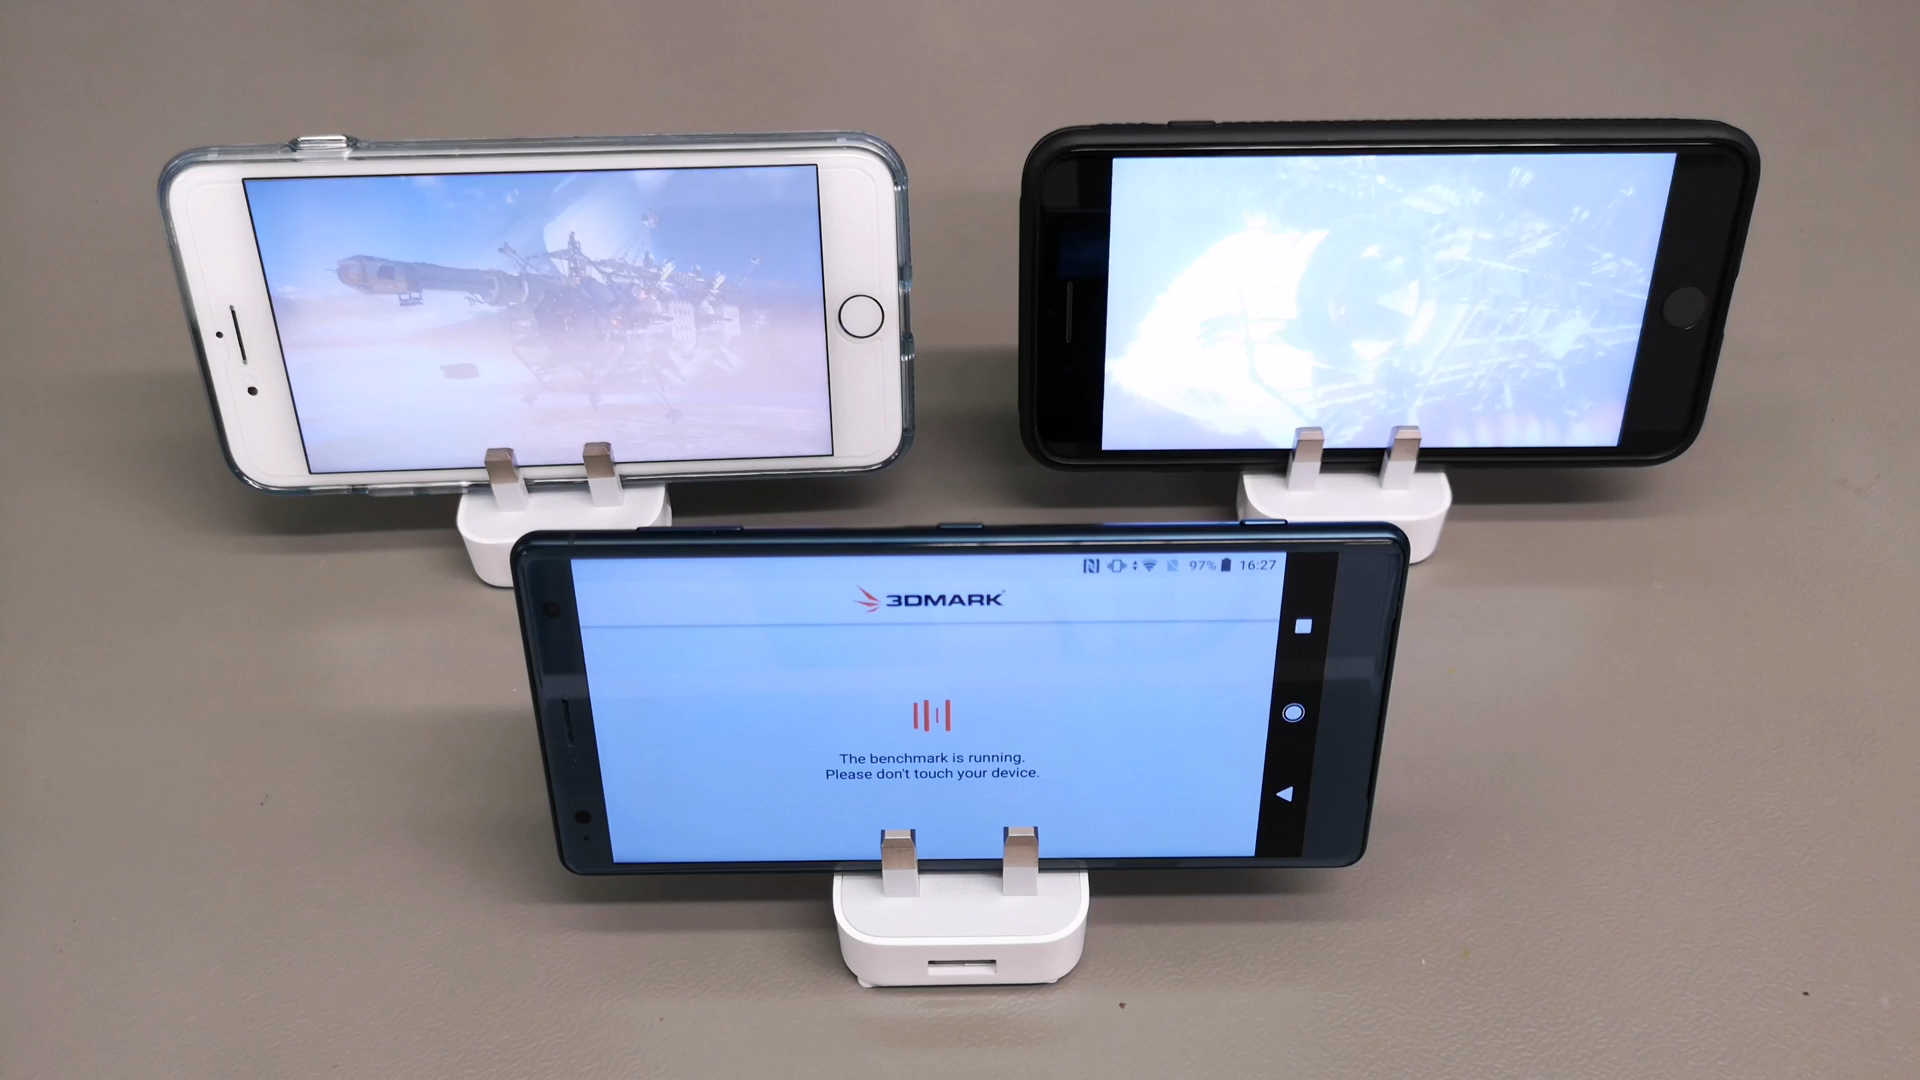 97% 16:27
3DMARK
The benchmark is running.
Please don't touch your device.